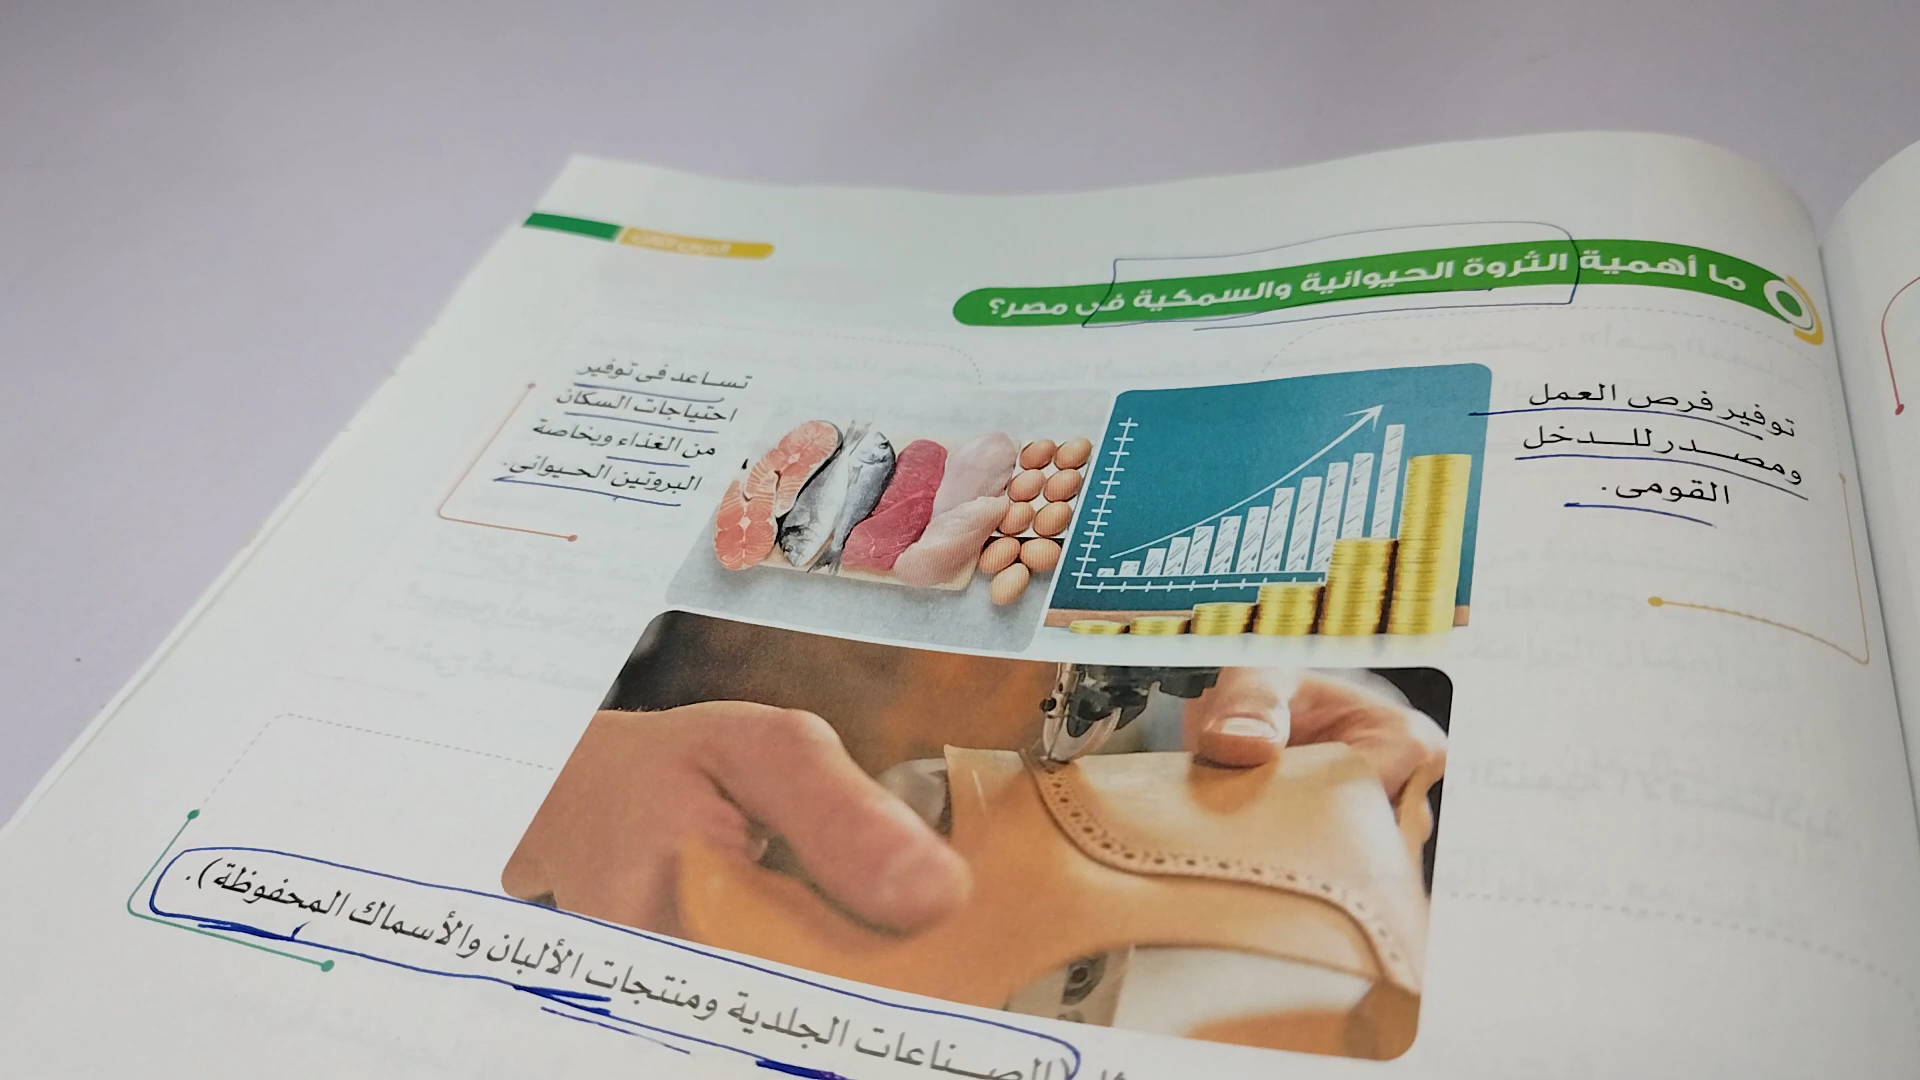 ما أهمية الثروة الحيوانية والسمكية فى مصر؟
توفير فرص العمل
ومصدر للدخل
القومى.
تساعد فى توفير
احتياجات السكان
من الغذاء وبخاصة
البروتين الحيوانى.
(الصناعات الجلدية ومنتجات الألبان والأسماك المحفوظة).